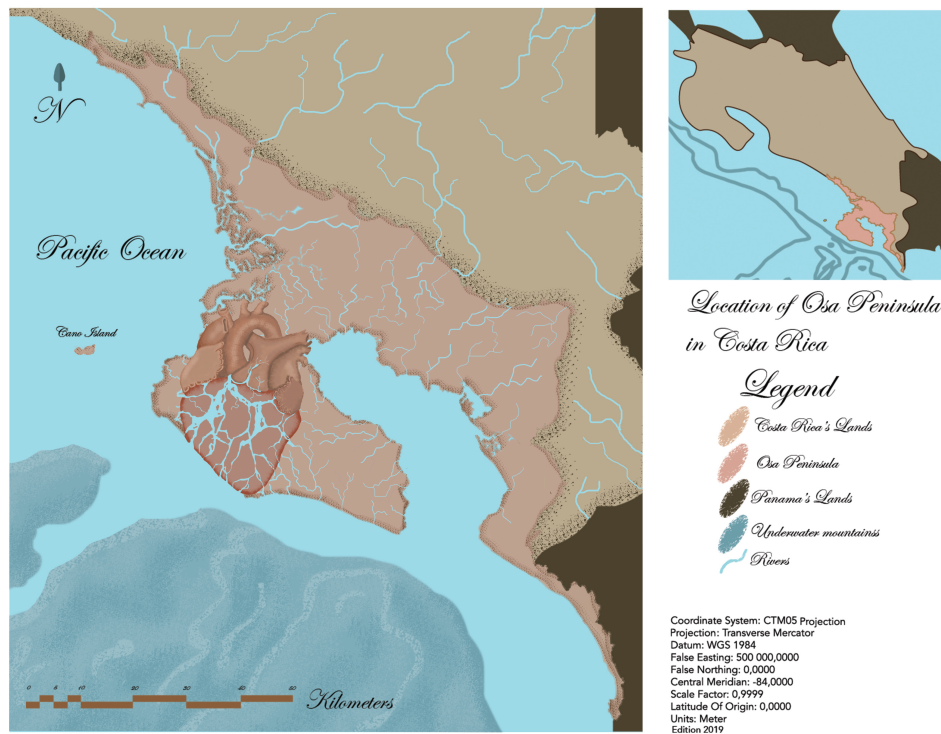 N
Pacific Ocean
Cano Island
0 5 10 20 30 40 50
Kilometers
Location of Osa Peninsula
in Costa Rica
Legend
Costa Rica's Lands
Osa Peninsula
Panama's Lands
Underwater mountainss
Rivers
Coordinate System: CTM05 Projection
Projection: Transverse Mercator
Datum: WGS 1984
False Easting: 500 000,0000
False Northing: 0,0000
Central Meridian: -84,0000
Scale Factor: 0,9999
Latitude Of Origin: 0,0000
Units: Meter
Edition 2019